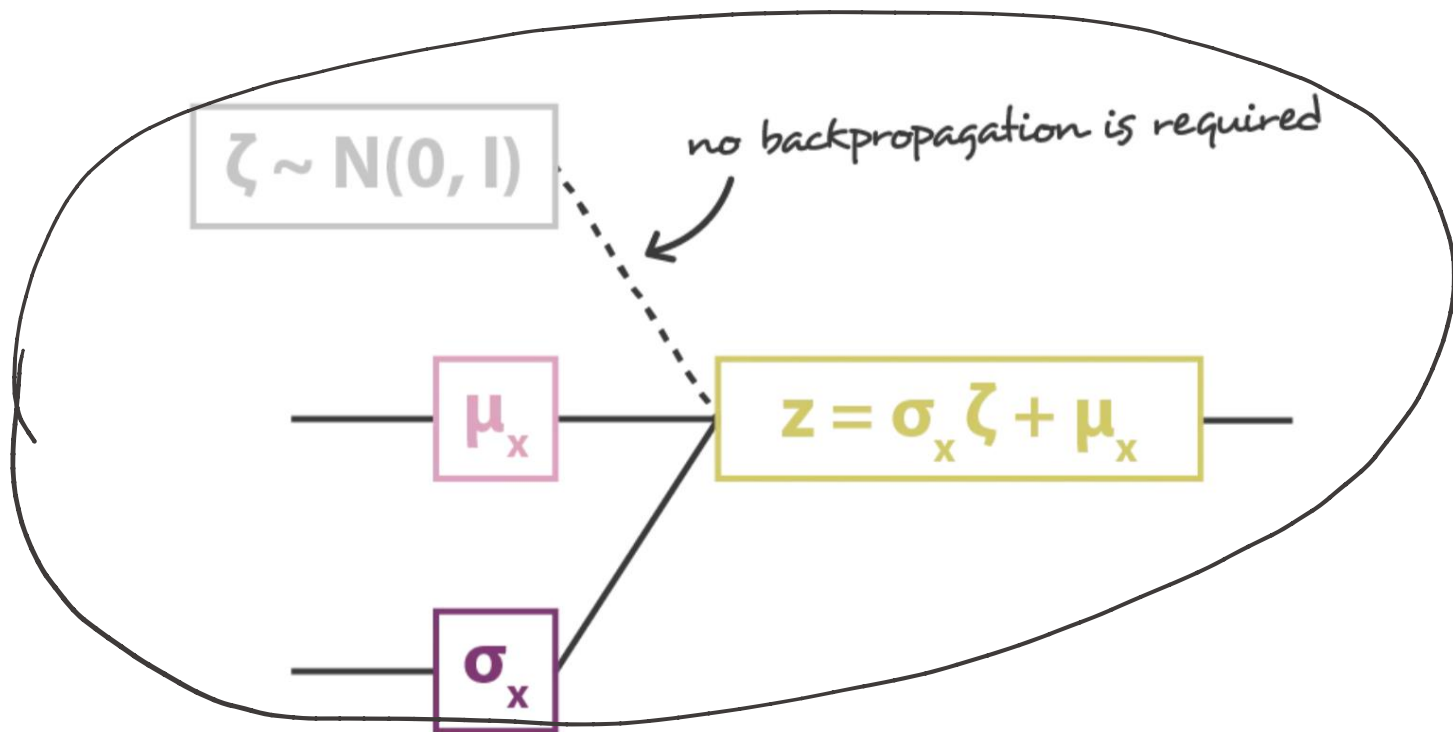 ζ ~ N(0, I)
no backpropagation is required
μₓ
z = σₓζ + μₓ
σₓ